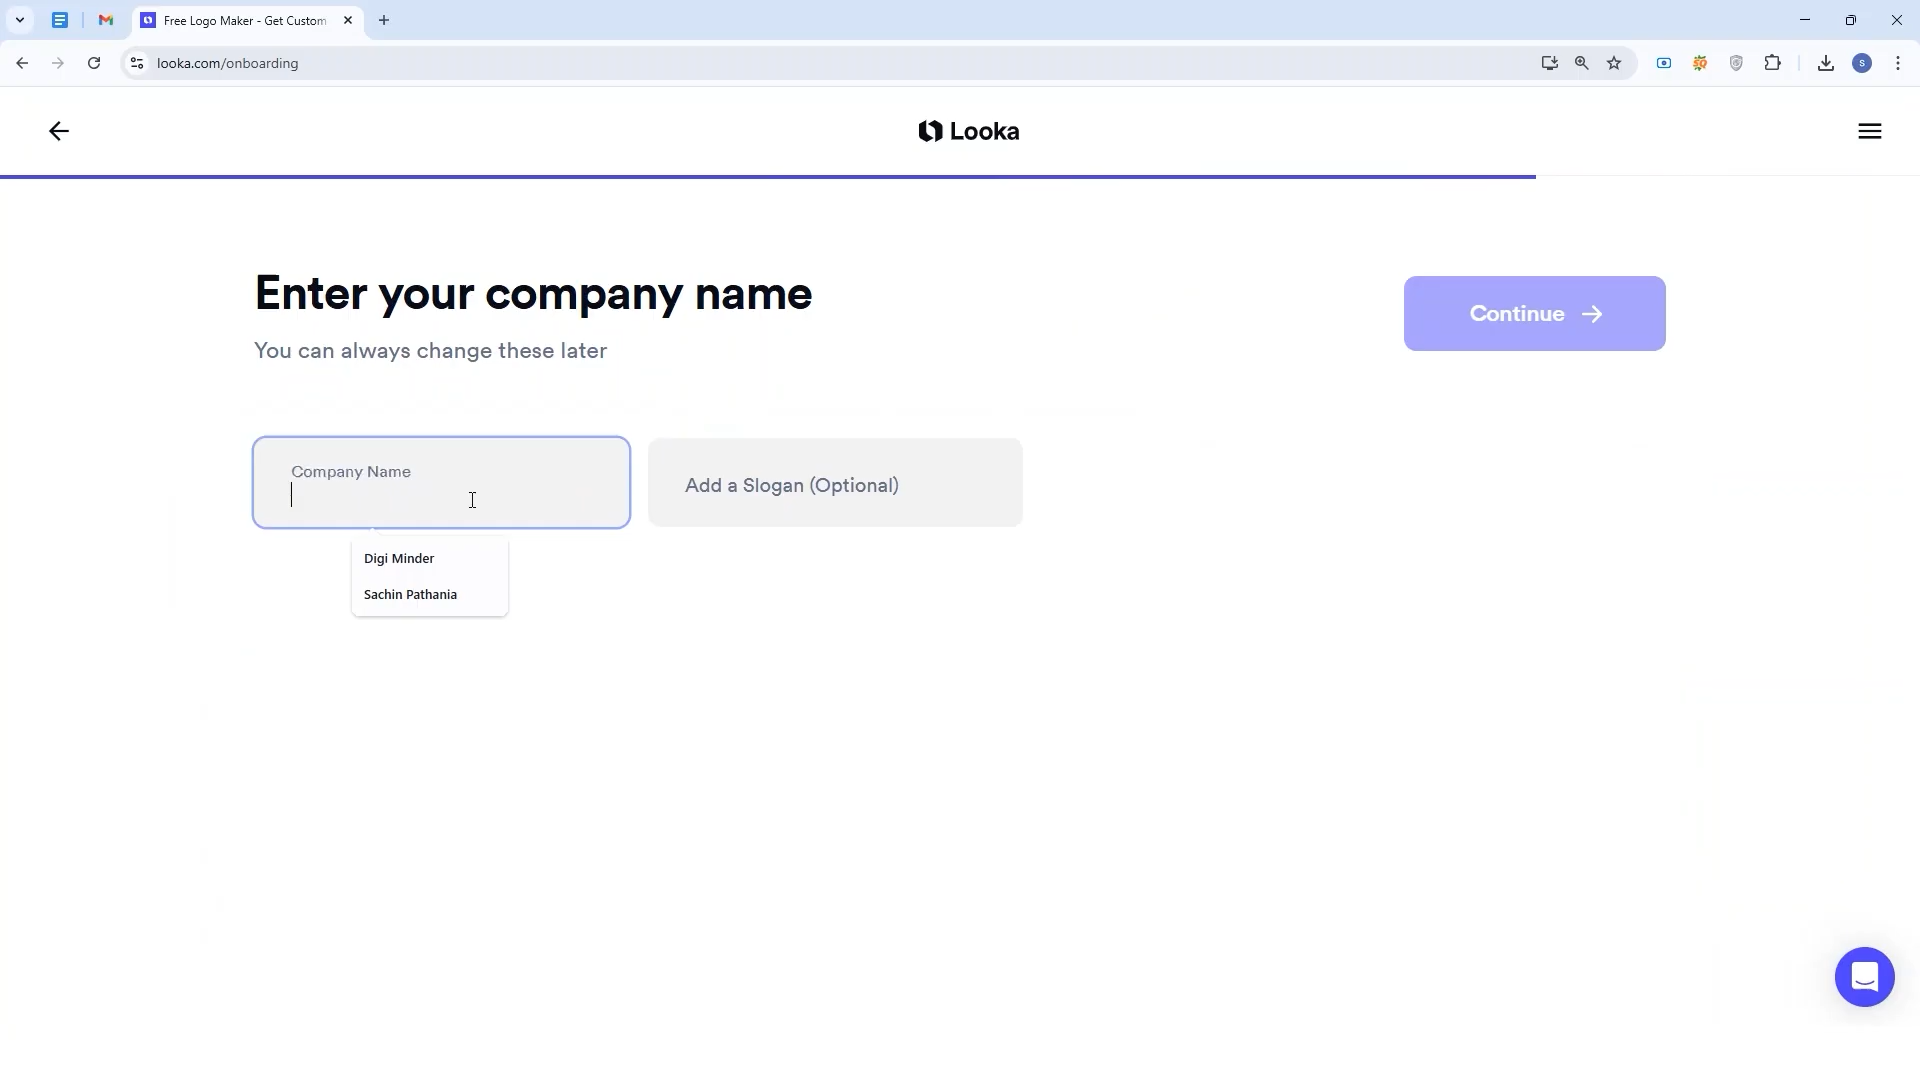 Free Logo Maker - Get Custom
looka.com/onboarding
S
Looka
Enter your company name
You can always change these later
Continue
Company Name
Add a Slogan (Optional)
Digi Minder
Sachin Pathania